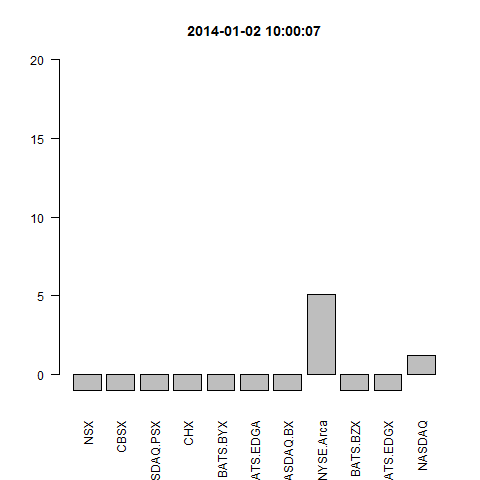 2014-01-02 10:00:07
20
15
10
5
0
NSX
CBSX
SDAQ.PSX
CHX
BATS.BYX
ATS.EDGA
ASDAQ.BX
NYSE.Arca
BATS.BZX
ATS.EDGX
NASDAQ